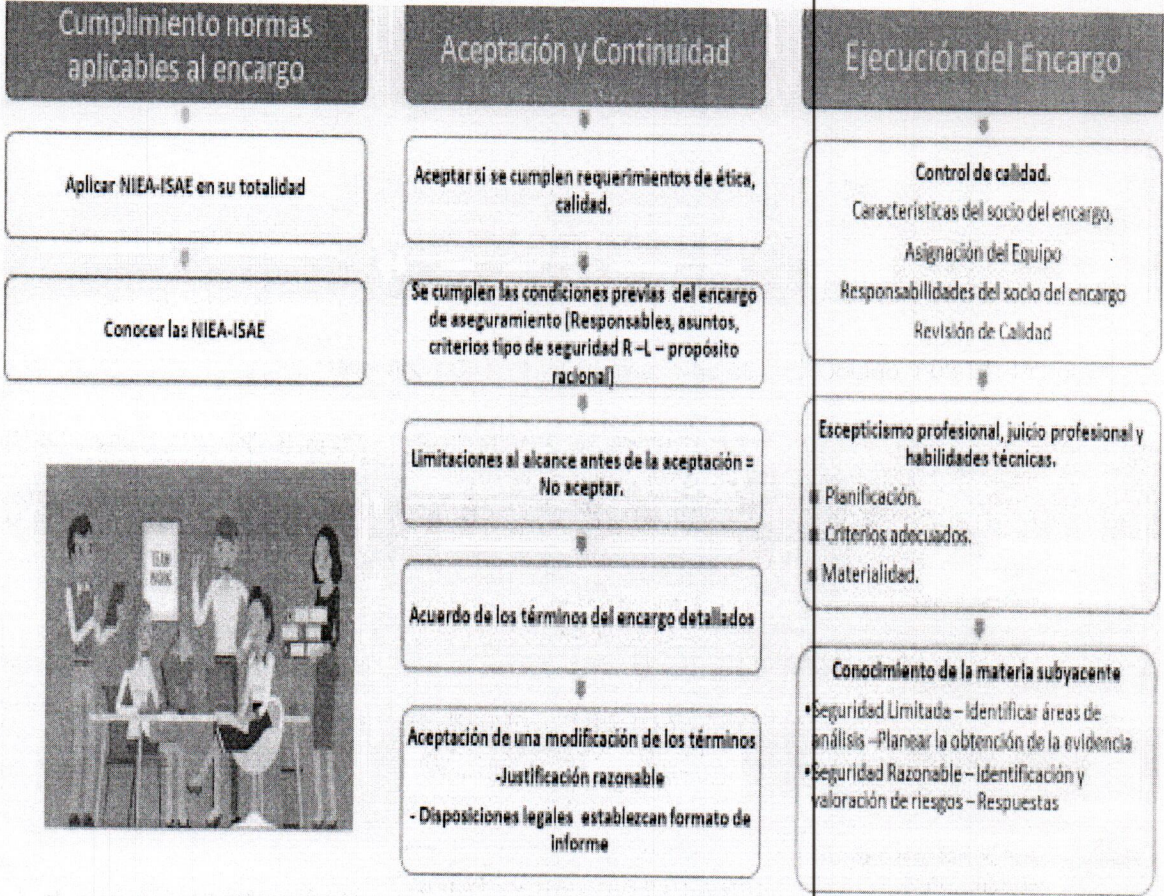 Cumplimiento normas
aplicables al encargo
Aplicar NIEA-ISAE en su totalidad
Conocer las NIEA-ISAE
TEAM
Aceptación y Continuidad
Aceptar si se cumplen requerimientos de ética,
calidad.
Se cumplen las condiciones previas del encargo
de aseguramiento [Responsables, asuntos,
criterios tipo de seguridad R –L – propósito
racional]
Limitaciones al alcance antes de la aceptación =
No aceptar.
Acuerdo de los términos del encargo detallados
Aceptación de una modificación de los términos
-Justificación razonable
- Disposiciones legales establezcan formato de
informe
Ejecución del Encargo
Control de calidad.
Características del socio del encargo,
Asignación del Equipo
Responsabilidades del socio del encargo
Revisión de Calidad
Escepticismo profesional, juicio profesional y
habilidades técnicas.
Planificación.
Criterios adecuados.
Materialidad.
Conocimiento de la materia subyacente
•Seguridad Limitada – Identificar áreas de
análisis –Planear la obtención de la evidencia
•Seguridad Razonable – Identificación y
valoración de riesgos – Respuestas